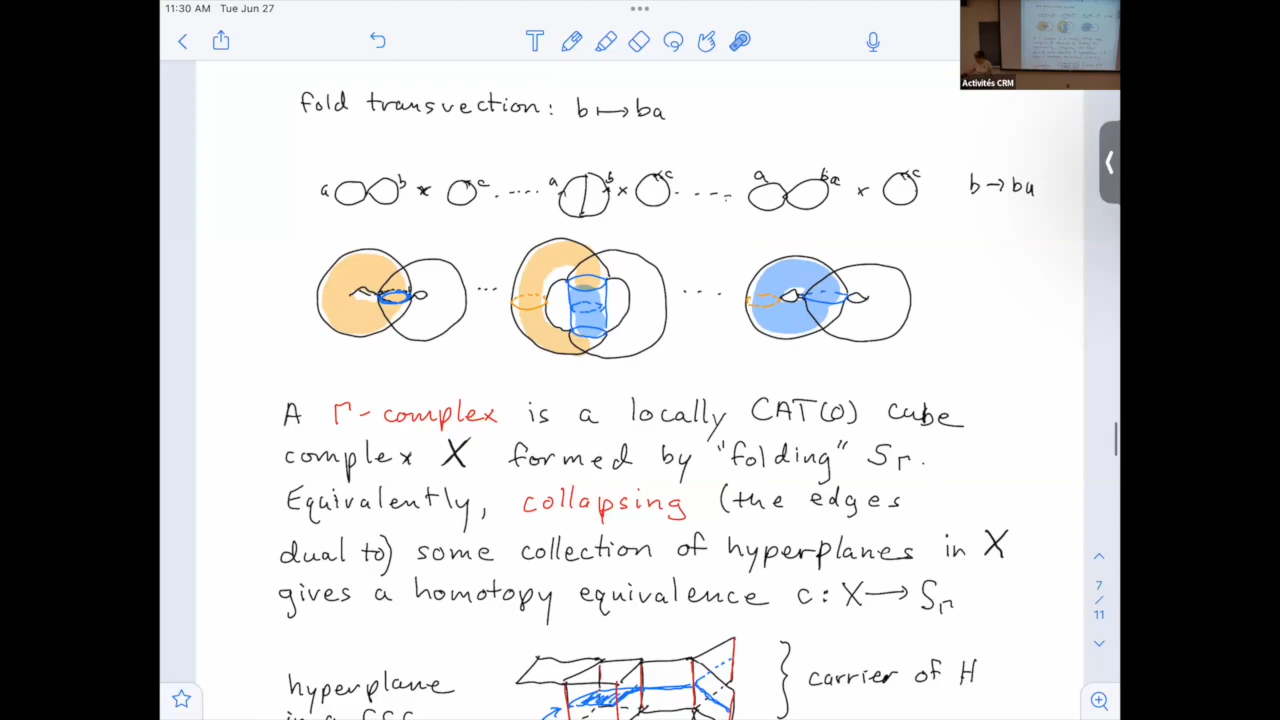 11:30 AM Tue Jun 27
Activités CRM
fold transvection: b ↦ ba
a b × c ..... a b × c ..... a ba × c b → ba
... ....
A Γ-complex is a locally CAT(0) cube
complex X formed by "folding" S_Γ.
Equivalently, collapsing (the edges
dual to) some collection of hyperplanes in X
gives a homotopy equivalence c: X → S_Γ
hyperplane
carrier of H
7
/
11